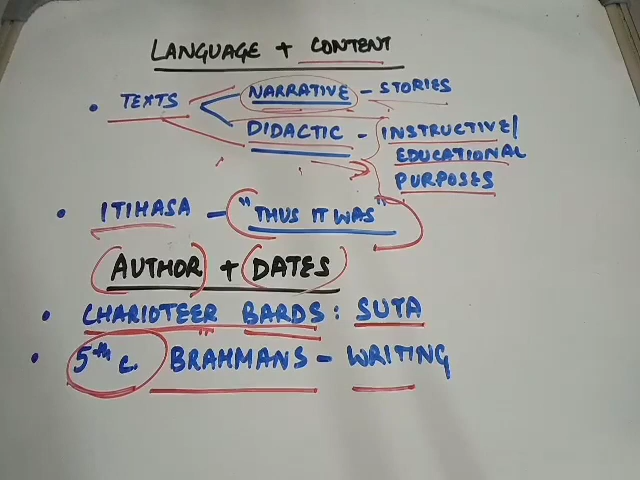 LANGUAGE + CONTENT
• TEXTS
NARRATIVE - STORIES
DIDACTIC - INSTRUCTIVE/
EDUCATIONAL
PURPOSES
• ITIHASA - "THUS IT WAS"
AUTHOR + DATES
• CHARIOTEER BARDS: SUTA
• 5th c. BRAHMANS - WRITING